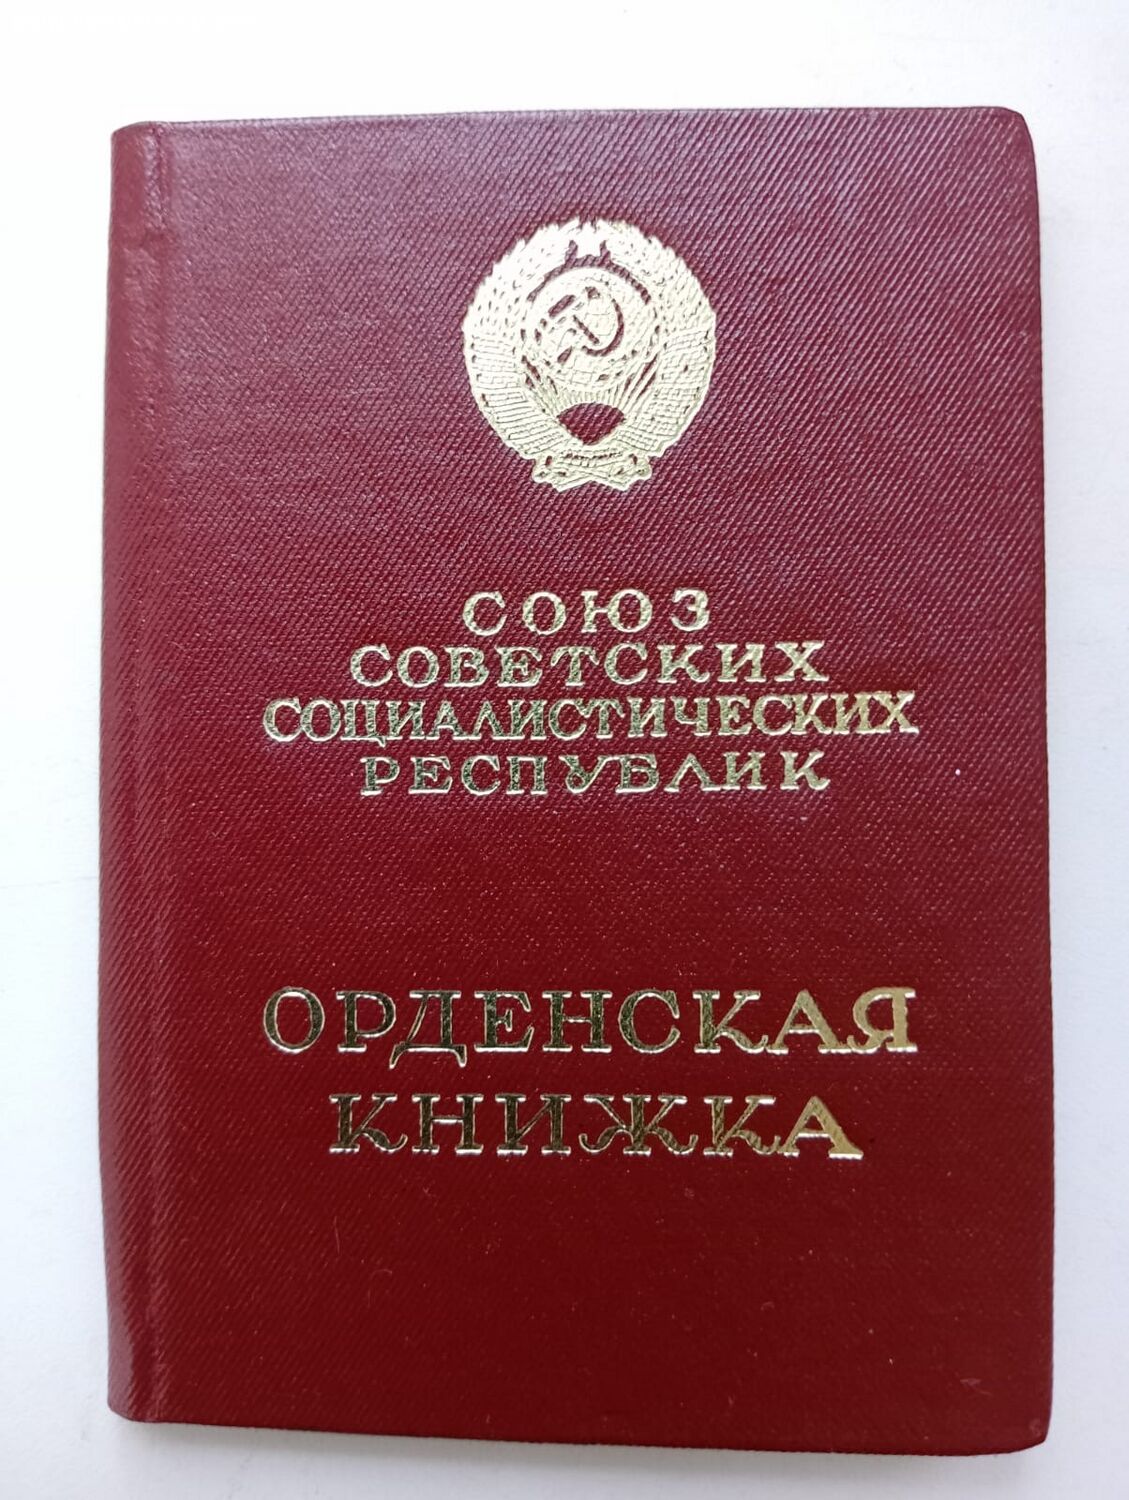 СОЮЗ
СОВЕТСКИХ
СОЦИАЛИСТИЧЕСКИХ
РЕСПУБЛИК
ОРДЕНСКАЯ
КНИЖКА